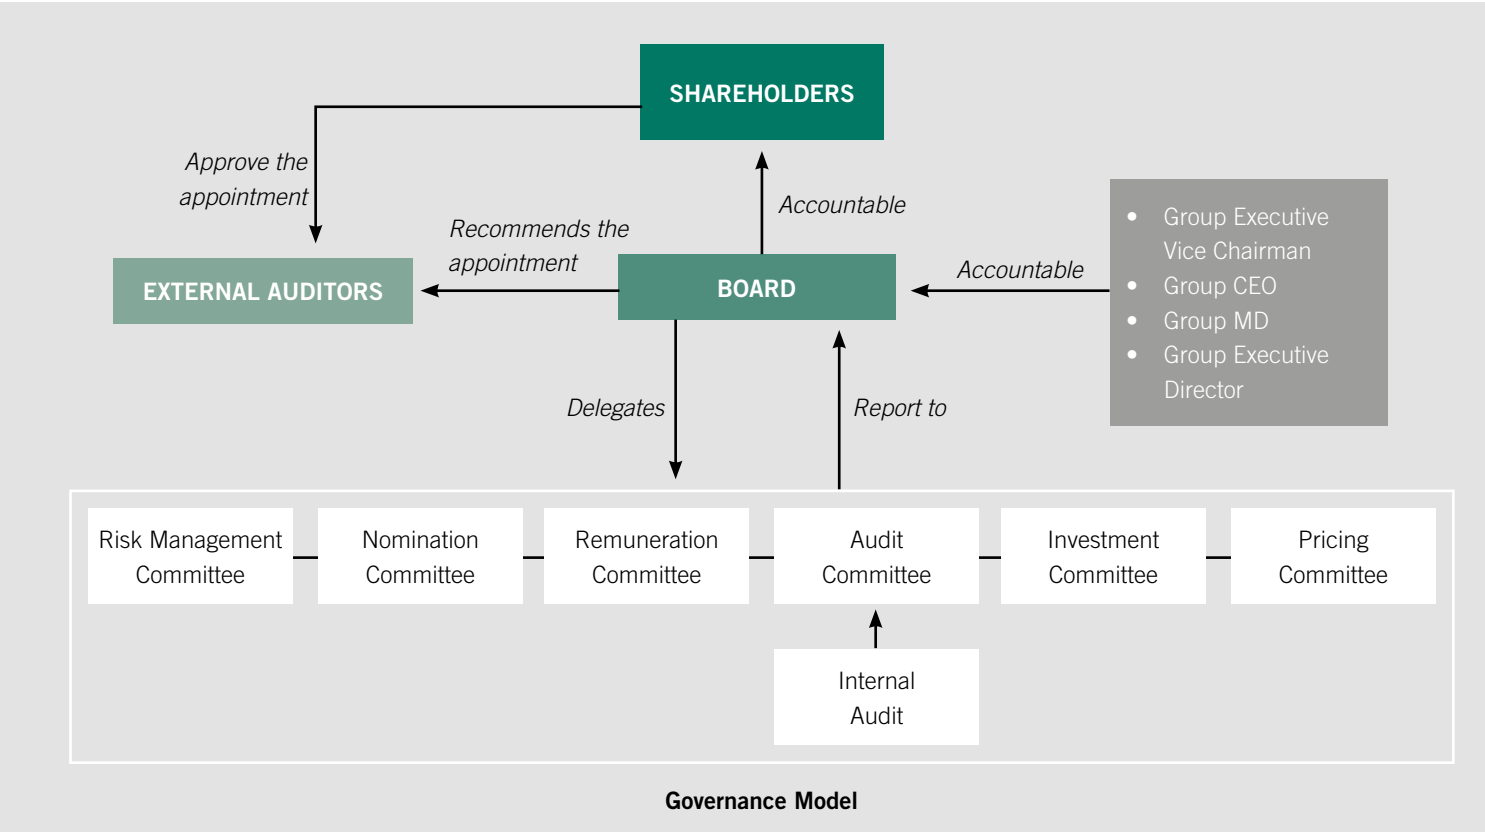 SHAREHOLDERS
Approve the
appointment
Accountable
Recommends the
appointment
EXTERNAL AUDITORS
BOARD
Accountable
• Group Executive
Vice Chairman
• Group CEO
• Group MD
• Group Executive
Director
Delegates
Report to
Risk Management
Committee
Nomination
Committee
Remuneration
Committee
Audit
Committee
Investment
Committee
Pricing
Committee
Internal
Audit
Governance Model